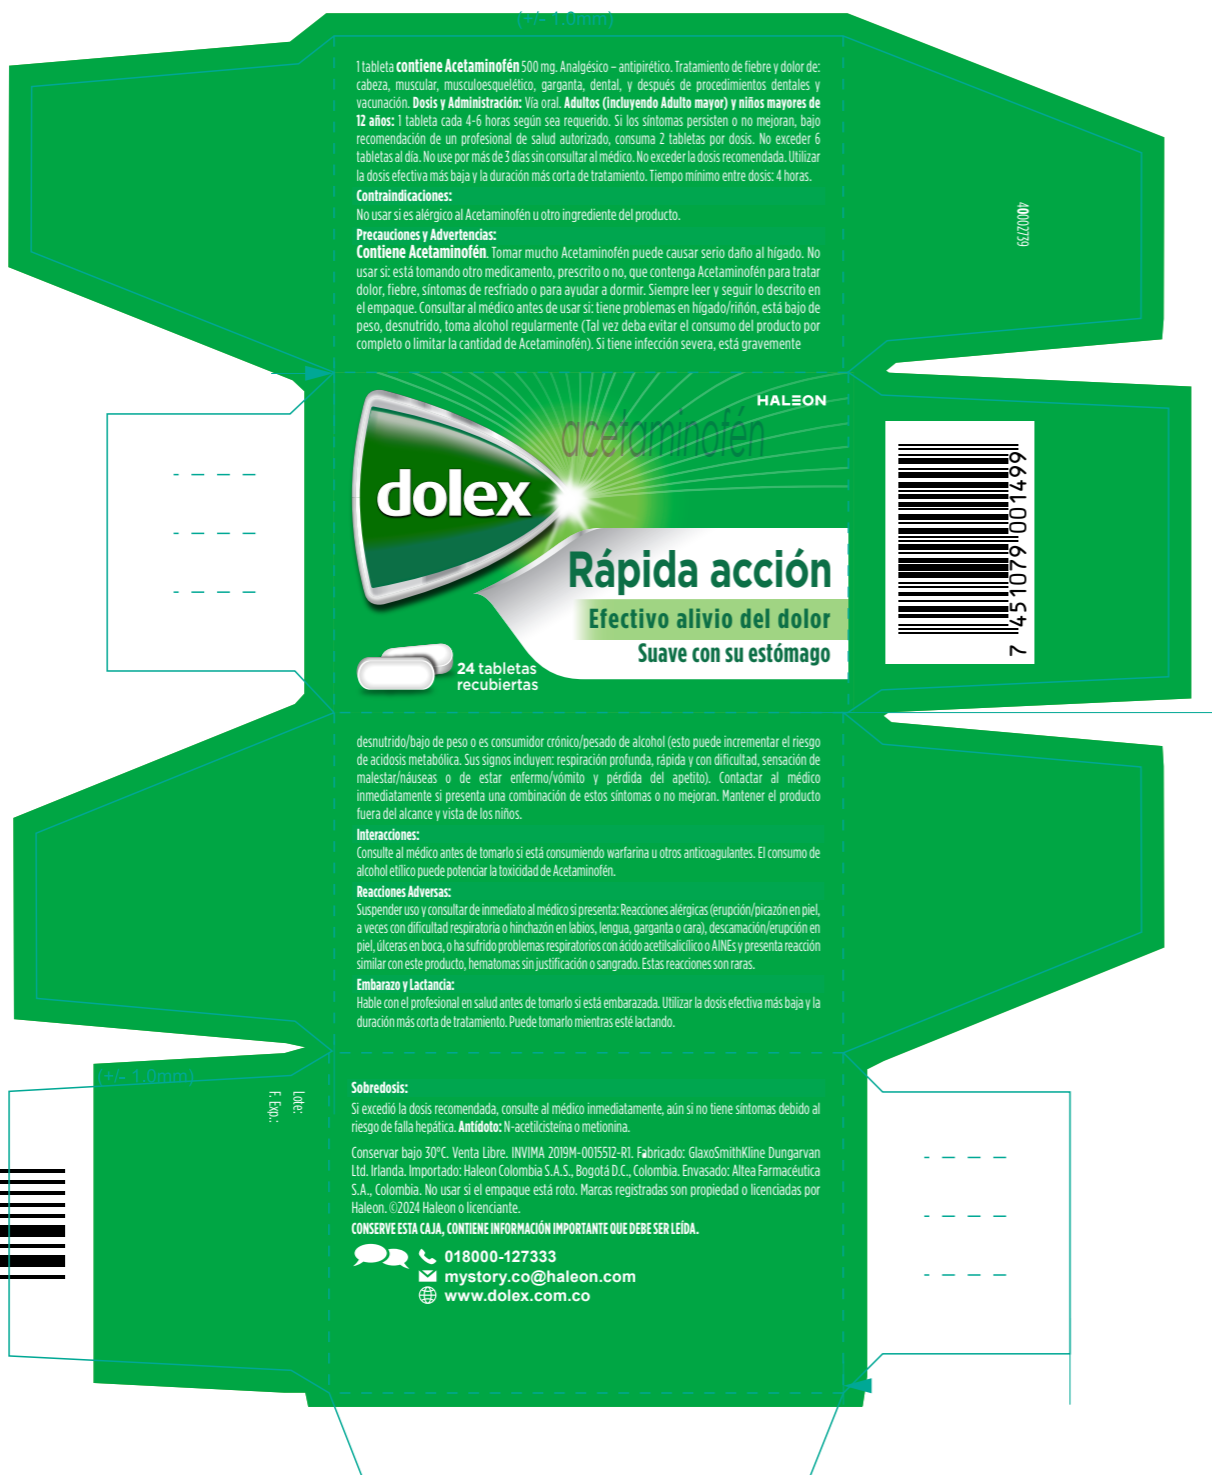 (+/- 1.0mm)
1 tableta contiene Acetaminofén 500 mg. Analgésico – antipirético. Tratamiento de fiebre y dolor de:
cabeza, muscular, musculoesquelético, garganta, dental, y después de procedimientos dentales y
vacunación. Dosis y Administración: Vía oral. Adultos (incluyendo Adulto mayor) y niños mayores de
12 años: 1 tableta cada 4-6 horas según sea requerido. Si los síntomas persisten o no mejoran, bajo
recomendación de un profesional de salud autorizado, consuma 2 tabletas por dosis. No exceder 6
tabletas al día. No use por más de 3 días sin consultar al médico. No exceder la dosis recomendada. Utilizar
la dosis efectiva más baja y la duración más corta de tratamiento. Tiempo mínimo entre dosis: 4 horas.
Contraindicaciones:
No usar si es alérgico al Acetaminofén u otro ingrediente del producto.
Precauciones y Advertencias:
Contiene Acetaminofén. Tomar mucho Acetaminofén puede causar serio daño al hígado. No
usar si: está tomando otro medicamento, prescrito o no, que contenga Acetaminofén para tratar
dolor, fiebre, síntomas de resfriado o para ayudar a dormir. Siempre leer y seguir lo descrito en
el empaque. Consultar al médico antes de usar si: tiene problemas en hígado/riñón, está bajo de
peso, desnutrido, toma alcohol regularmente (Tal vez deba evitar el consumo del producto por
completo o limitar la cantidad de Acetaminofén). Si tiene infección severa, está gravemente
40002739
HALEON
acetaminofén
dolex
Rápida acción
Efectivo alivio del dolor
Suave con su estómago
24 tabletas
recubiertas
7 451079 001499
desnutrido/bajo de peso o es consumidor crónico/pesado de alcohol (esto puede incrementar el riesgo
de acidosis metabólica. Sus signos incluyen: respiración profunda, rápida y con dificultad, sensación de
malestar/náuseas o de estar enfermo/vómito y pérdida del apetito). Contactar al médico
inmediatamente si presenta una combinación de estos síntomas o no mejoran. Mantener el producto
fuera del alcance y vista de los niños.
Interacciones:
Consulte al médico antes de tomarlo si está consumiendo warfarina u otros anticoagulantes. El consumo de
alcohol etílico puede potenciar la toxicidad de Acetaminofén.
Reacciones Adversas:
Suspender uso y consultar de inmediato al médico si presenta: Reacciones alérgicas (erupción/picazón en piel,
a veces con dificultad respiratoria o hinchazón en labios, lengua, garganta o cara), descamación/erupción en
piel, úlceras en boca, o ha sufrido problemas respiratorios con ácido acetilsalicílico o AINEs y presenta reacción
similar con este producto, hematomas sin justificación o sangrado. Estas reacciones son raras.
Embarazo y Lactancia:
Hable con el profesional en salud antes de tomarlo si está embarazada. Utilizar la dosis efectiva más baja y la
duración más corta de tratamiento. Puede tomarlo mientras esté lactando.
(+/- 1.0mm)
Lote:
F. Exp.:
Sobredosis:
Si excedió la dosis recomendada, consulte al médico inmediatamente, aún si no tiene síntomas debido al
riesgo de falla hepática. Antídoto: N-acetilcisteína o metionina.
Conservar bajo 30°C. Venta Libre. INVIMA 2019M-0015512-R1. Fabricado: GlaxoSmithKline Dungarvan
Ltd. Irlanda. Importado: Haleon Colombia S.A.S., Bogotá D.C., Colombia. Envasado: Altea Farmacéutica
S.A., Colombia. No usar si el empaque está roto. Marcas registradas son propiedad o licenciadas por
Haleon. ©2024 Haleon o licenciante.
CONSERVE ESTA CAJA, CONTIENE INFORMACIÓN IMPORTANTE QUE DEBE SER LEÍDA.
018000-127333
mystory.co@haleon.com
www.dolex.com.co